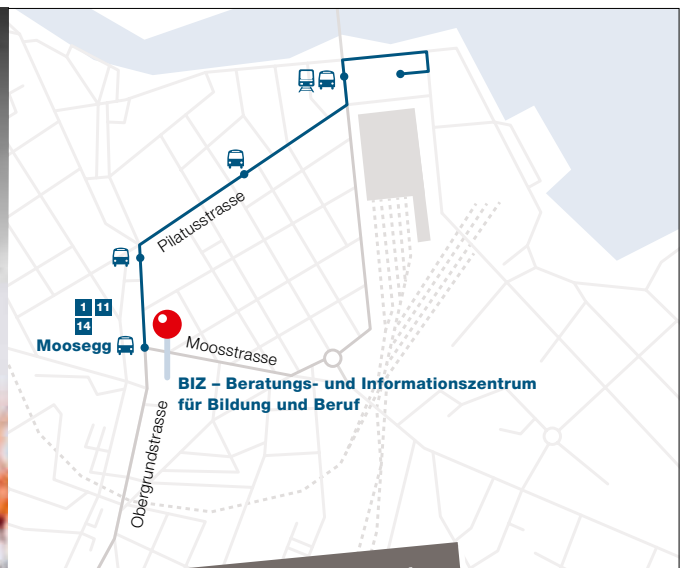 Pilatusstrasse
1 11
14
Moosegg
Moosstrasse
BIZ – Beratungs- und Informationszentrum
für Bildung und Beruf
Obergrundstrasse